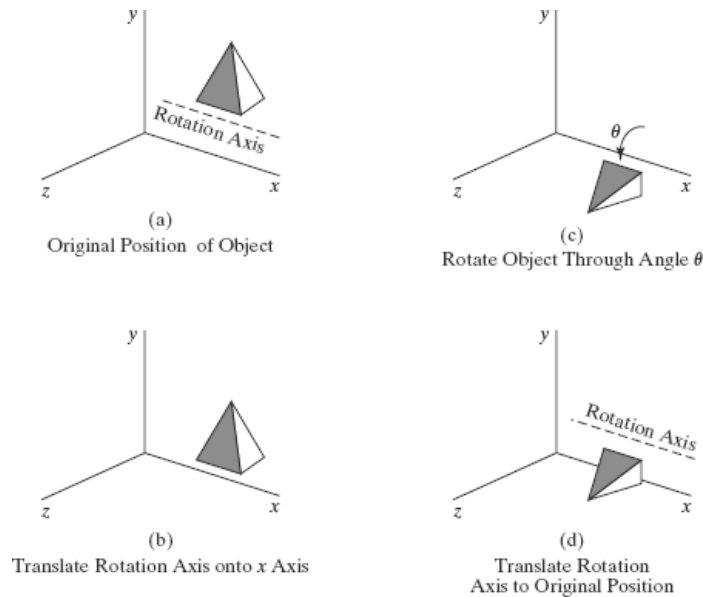 y
Rotation Axis
x
z
(a)
Original Position of Object
y
θ
x
z
(c)
Rotate Object Through Angle θ
y
x
z
(b)
Translate Rotation Axis onto x Axis
y
Rotation Axis
x
z
(d)
Translate Rotation
Axis to Original Position